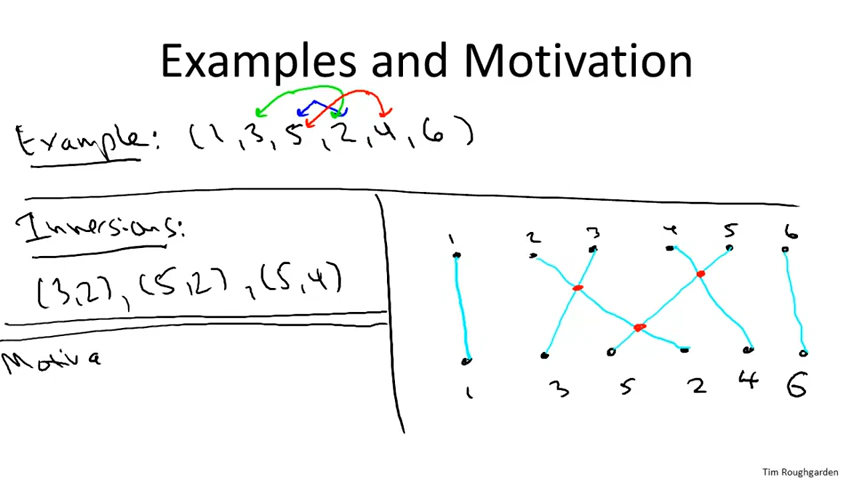 Examples and Motivation
Example: (1,3,5,2,4,6)
Inversions:
(3,2), (5,2), (5,4)
Motiva
1 2 3 4 5 6
1 3 5 2 4 6
Tim Roughgarden